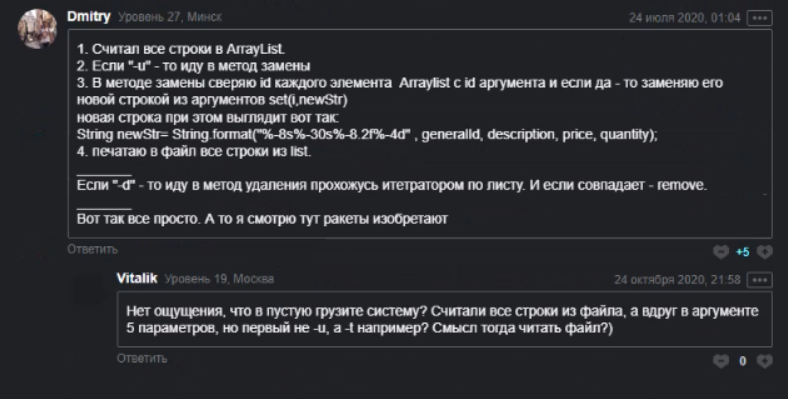 Dmitry Уровень 27, Минск 24 июля 2020, 01:04
1. Считал все строки в ArrayList.
2. Если "-u" - то иду в метод замены
3. В методе замены сверяю id каждого элемента Arraylist с id аргумента и если да - то заменяю его
новой строкой из аргументов set(i,newStr)
новая строка при этом выглядит вот так:
String newStr= String.format("%-8s%-30s%-8.2f%-4d" , generalId, description, price, quantity);
4. печатаю в файл все строки из list.
_______
Если "-d" - то иду в метод удаления прохожусь итетратором по листу. И если совпадает - remove.
_______
Вот так все просто. А то я смотрю тут ракеты изобретают
Ответить +5
Vitalik Уровень 19, Москва 24 октября 2020, 21:58
Нет ощущения, что в пустую грузите систему? Считали все строки из файла, а вдруг в аргументе
5 параметров, но первый не -u, а -t например? Смысл тогда читать файл?)
Ответить 0